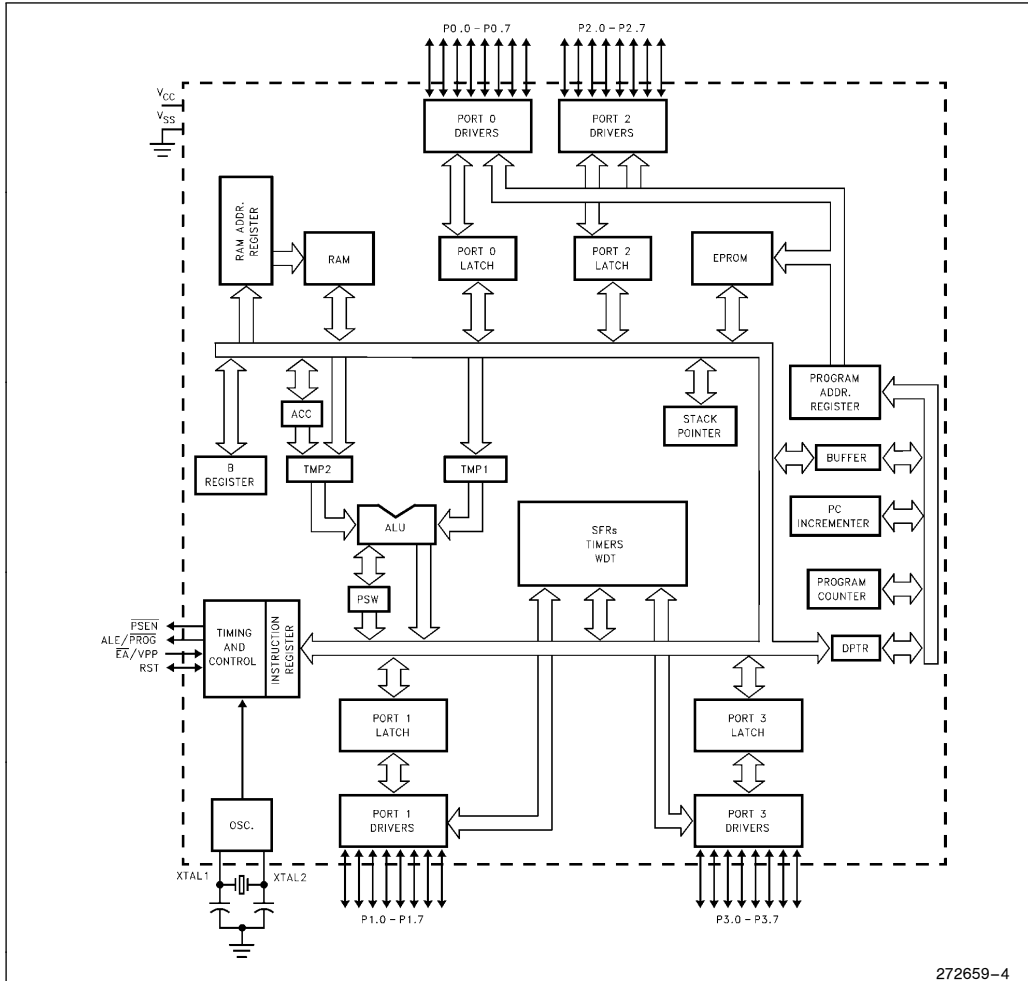 P0.0 – P0.7
P2.0 – P2.7
VCC
VSS
PORT 0
DRIVERS
PORT 2
DRIVERS
RAM ADDR.
REGISTER
RAM
PORT 0
LATCH
PORT 2
LATCH
EPROM
PROGRAM
ADDR.
REGISTER
ACC
STACK
POINTER
B
REGISTER
TMP2
TMP1
BUFFER
ALU
SFRs
TIMERS
WDT
PC
INCREMENTER
PSW
PROGRAM
COUNTER
PSEN
ALE/PROG
EA/VPP
RST
TIMING
AND
CONTROL
INSTRUCTION
REGISTER
DPTR
PORT 1
LATCH
PORT 3
LATCH
OSC.
PORT 1
DRIVERS
PORT 3
DRIVERS
XTAL1
XTAL2
P1.0 – P1.7
P3.0 – P3.7
272659–4